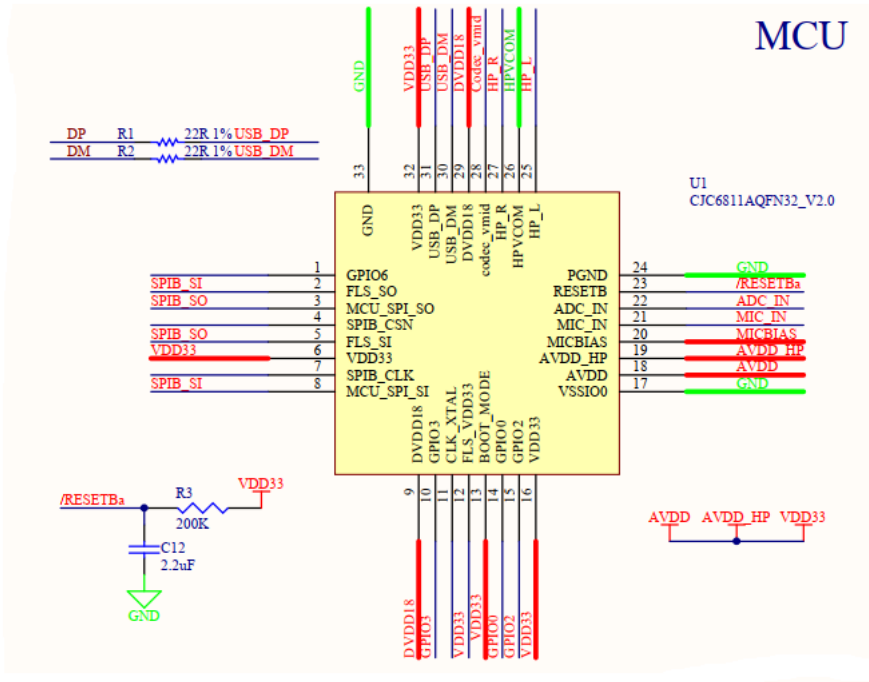 MCU
GND
VDD33
USB_DP
USB_DM
DVDD18
Codec_vmid
HP_R
HPVCOM
HP_L
DP R1 22R 1% USB_DP
DM R2 22R 1% USB_DM
33 32 31 30 29 28 27 26 25
U1
CJC6811AQFN32_V2.0
GND
VDD33
USB_DP
USB_DM
DVDD18
codec_vmid
HP_R
HPVCOM
HP_L
1 GPIO6
SPIB_SI 2 FLS_SO
SPIB_SO 3 MCU_SPI_SO
4 SPIB_CSN
SPIB_SO 5 FLS_SI
VDD33 6 VDD33
7 SPIB_CLK
SPIB_SI 8 MCU_SPI_SI
PGND 24 GND
RESETB 23 /RESETBa
ADC_IN 22 ADC_IN
MIC_IN 21 MIC_IN
MICBIAS 20 MICBIAS
AVDD_HP 19 AVDD_HP
AVDD 18 AVDD
VSSIO0 17 GND
DVDD18
GPIO3
CLK_XTAL
FLS_VDD33
BOOT_MODE
GPIO0
GPIO2
VDD33
9 10 11 12 13 14 15 16
DVDD18
GPIO3
VDD33
VDD33
GPIO0
GPIO2
VDD33
/RESETBa R3 VDD33
200K
C12
2.2uF
GND
AVDD AVDD_HP VDD33